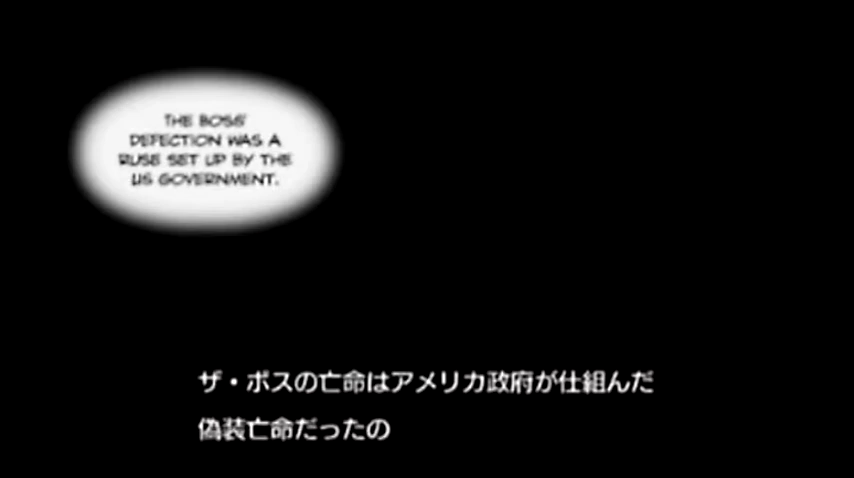 THE BOSS'
DEFECTION WAS A
RUSE SET UP BY THE
US GOVERNMENT.
ザ・ボスの亡命はアメリカ政府が仕組んだ
偽装亡命だったの